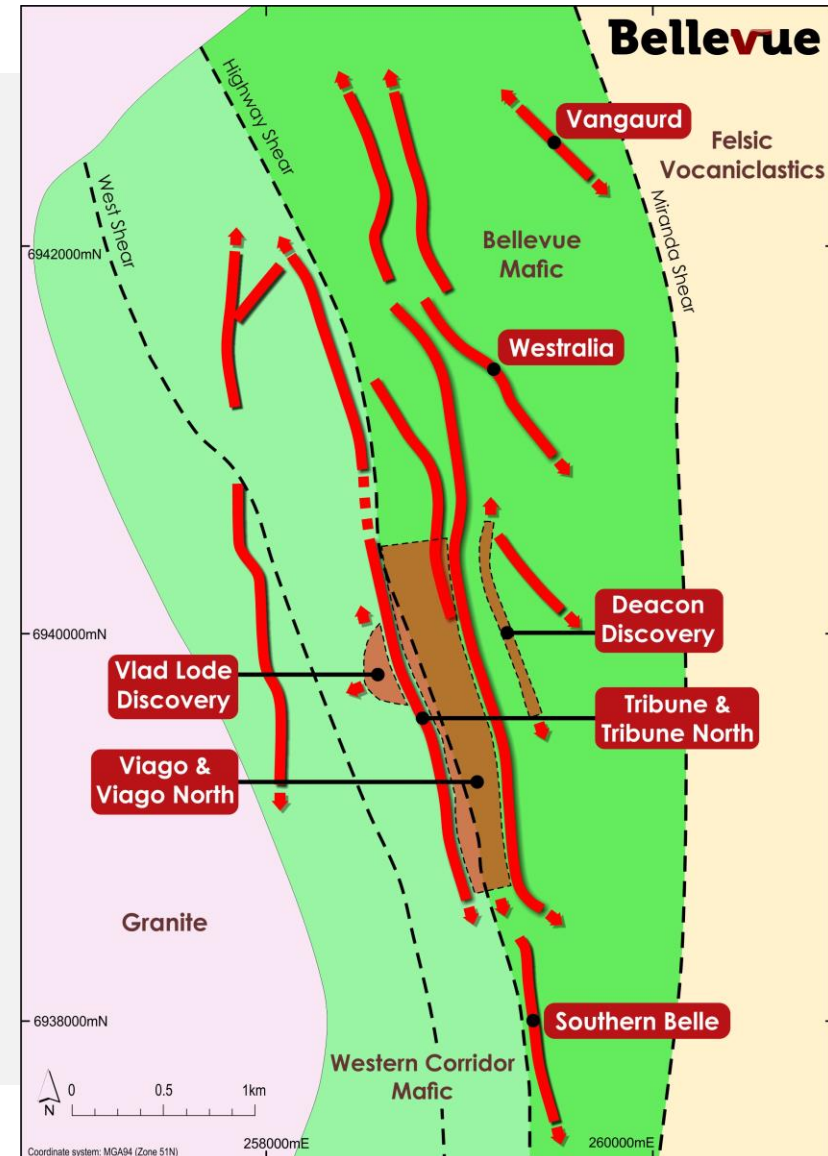 Bellevue
Highway Shear
Vangaurd
Felsic
Vocaniclastics
West Shear
Miranda Shear
6942000mN
Bellevue
Mafic
Westralia
Deacon
Discovery
6940000mN
Vlad Lode
Discovery
Tribune &
Tribune North
Viago &
Viago North
Granite
6938000mN
Southern Belle
Western Corridor
Mafic
0 0.5 1km
N
258000mE
260000mE
Coordinate system: MGA94 (Zone 51N)